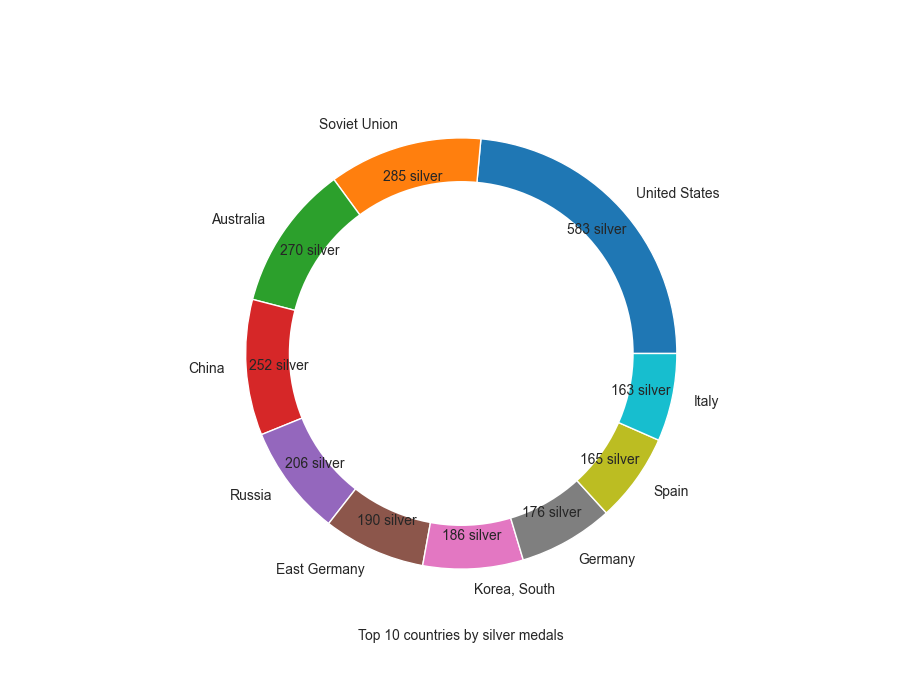 Soviet Union
285 silver
United States
583 silver
Australia
270 silver
China
252 silver
163 silver
Italy
206 silver
Russia
165 silver
Spain
190 silver
East Germany
186 silver
Korea, South
176 silver
Germany
Top 10 countries by silver medals